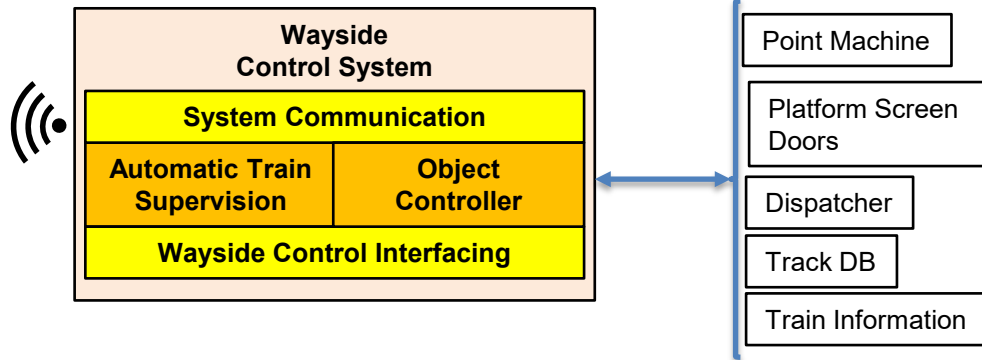 Wayside
Control System
System Communication
Automatic Train
Supervision
Object
Controller
Wayside Control Interfacing
Point Machine
Platform Screen
Doors
Dispatcher
Track DB
Train Information